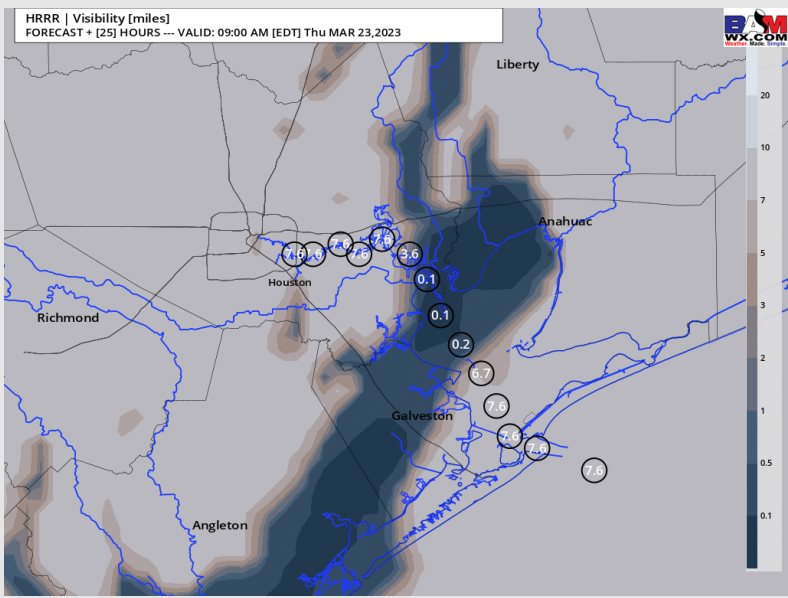 HRRR | Visibility [miles]
FORECAST + [25] HOURS --- VALID: 09:00 AM [EDT] Thu MAR 23,2023
BAM
WX.COM
Weather. Made. Simple.
Liberty
20
10
7
Anahuac
7.6
7.6
7.6
7.6
3.6
5
0.1
Houston
3
0.1
Richmond
0.2
2
6.7
7.6
1
Galveston
7.6
7.6
0.5
7.6
0.1
Angleton